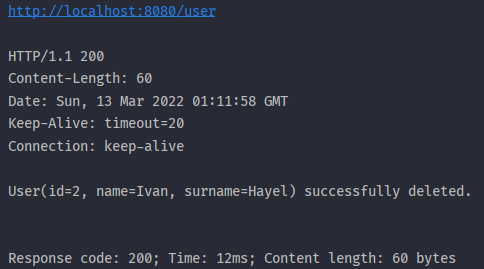 http://localhost:8080/user
HTTP/1.1 200
Content-Length: 60
Date: Sun, 13 Mar 2022 01:11:58 GMT
Keep-Alive: timeout=20
Connection: keep-alive
User(id=2, name=Ivan, surname=Hayel) successfully deleted.
Response code: 200; Time: 12ms; Content length: 60 bytes